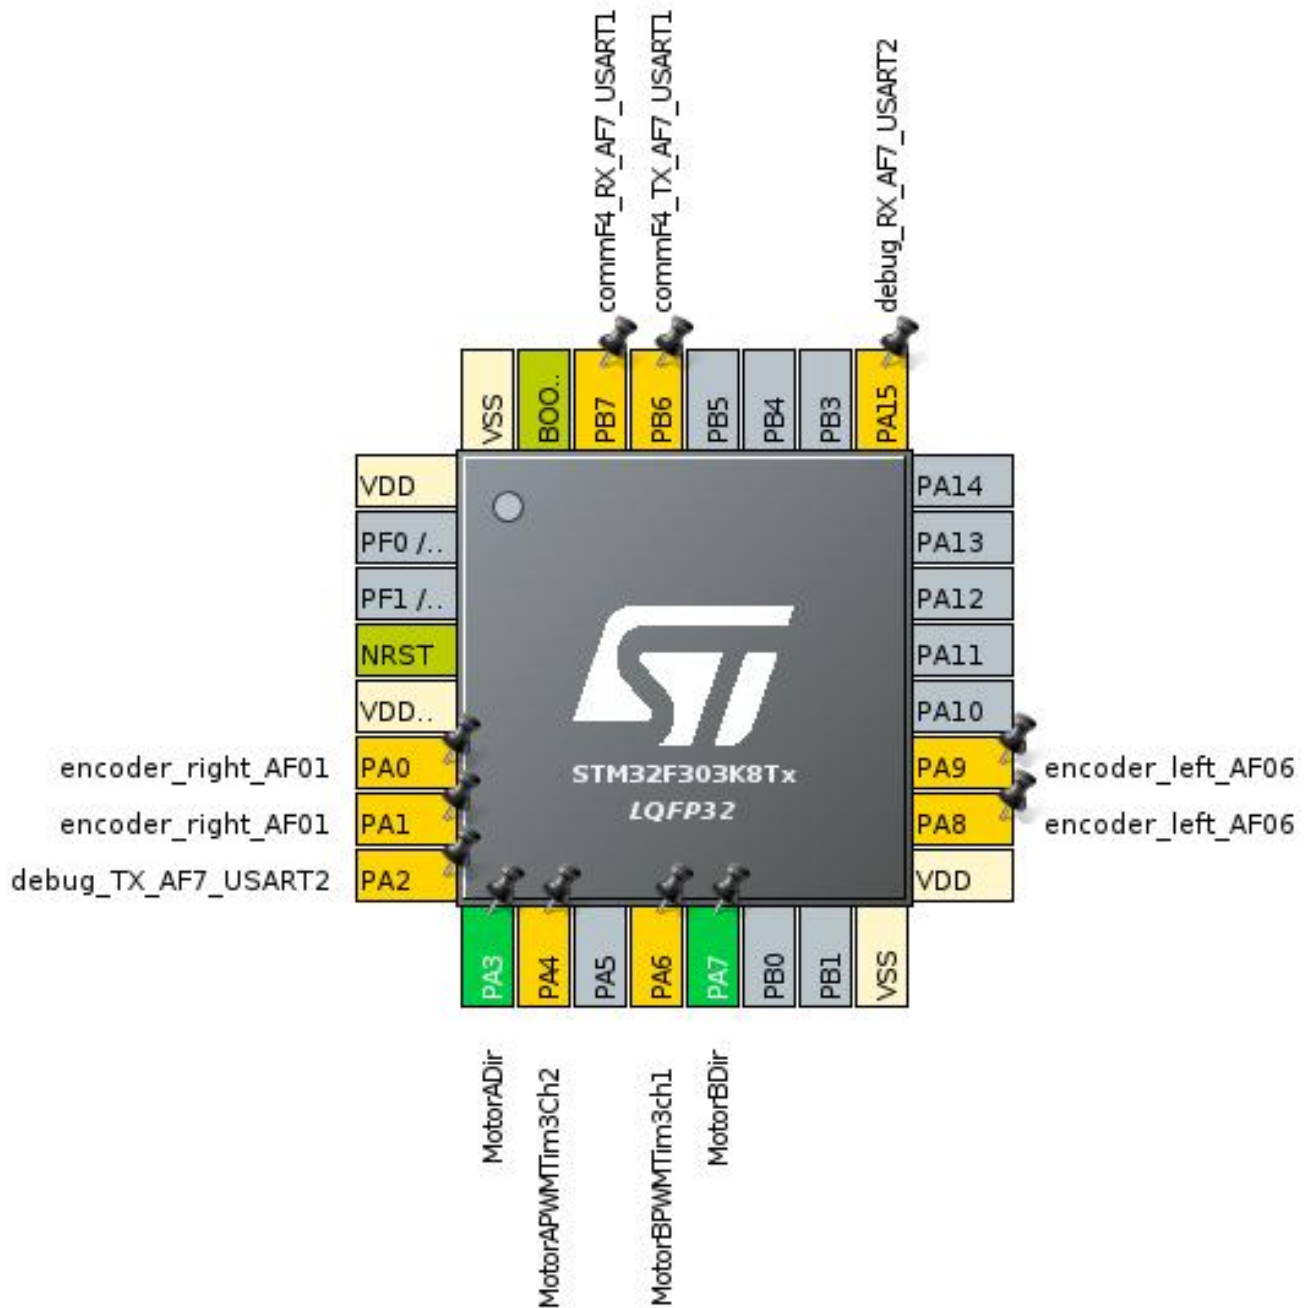 commF4_RX_AF7_USART1
commF4_TX_AF7_USART1
debug_RX_AF7_USART2
VSS
BOO..
PB7
PB6
PB5
PB4
PB3
PA15
VDD
PF0 /..
PF1 /..
NRST
VDD..
encoder_right_AF01 PA0
encoder_right_AF01 PA1
debug_TX_AF7_USART2 PA2
ST
STM32F303K8Tx
LQFP32
PA14
PA13
PA12
PA11
PA10
PA9 encoder_left_AF06
PA8 encoder_left_AF06
VDD
PA3
PA4
PA5
PA6
PA7
PB0
PB1
VSS
MotorADir
MotorAPWMTim3Ch2
MotorBPWMTim3ch1
MotorBDir